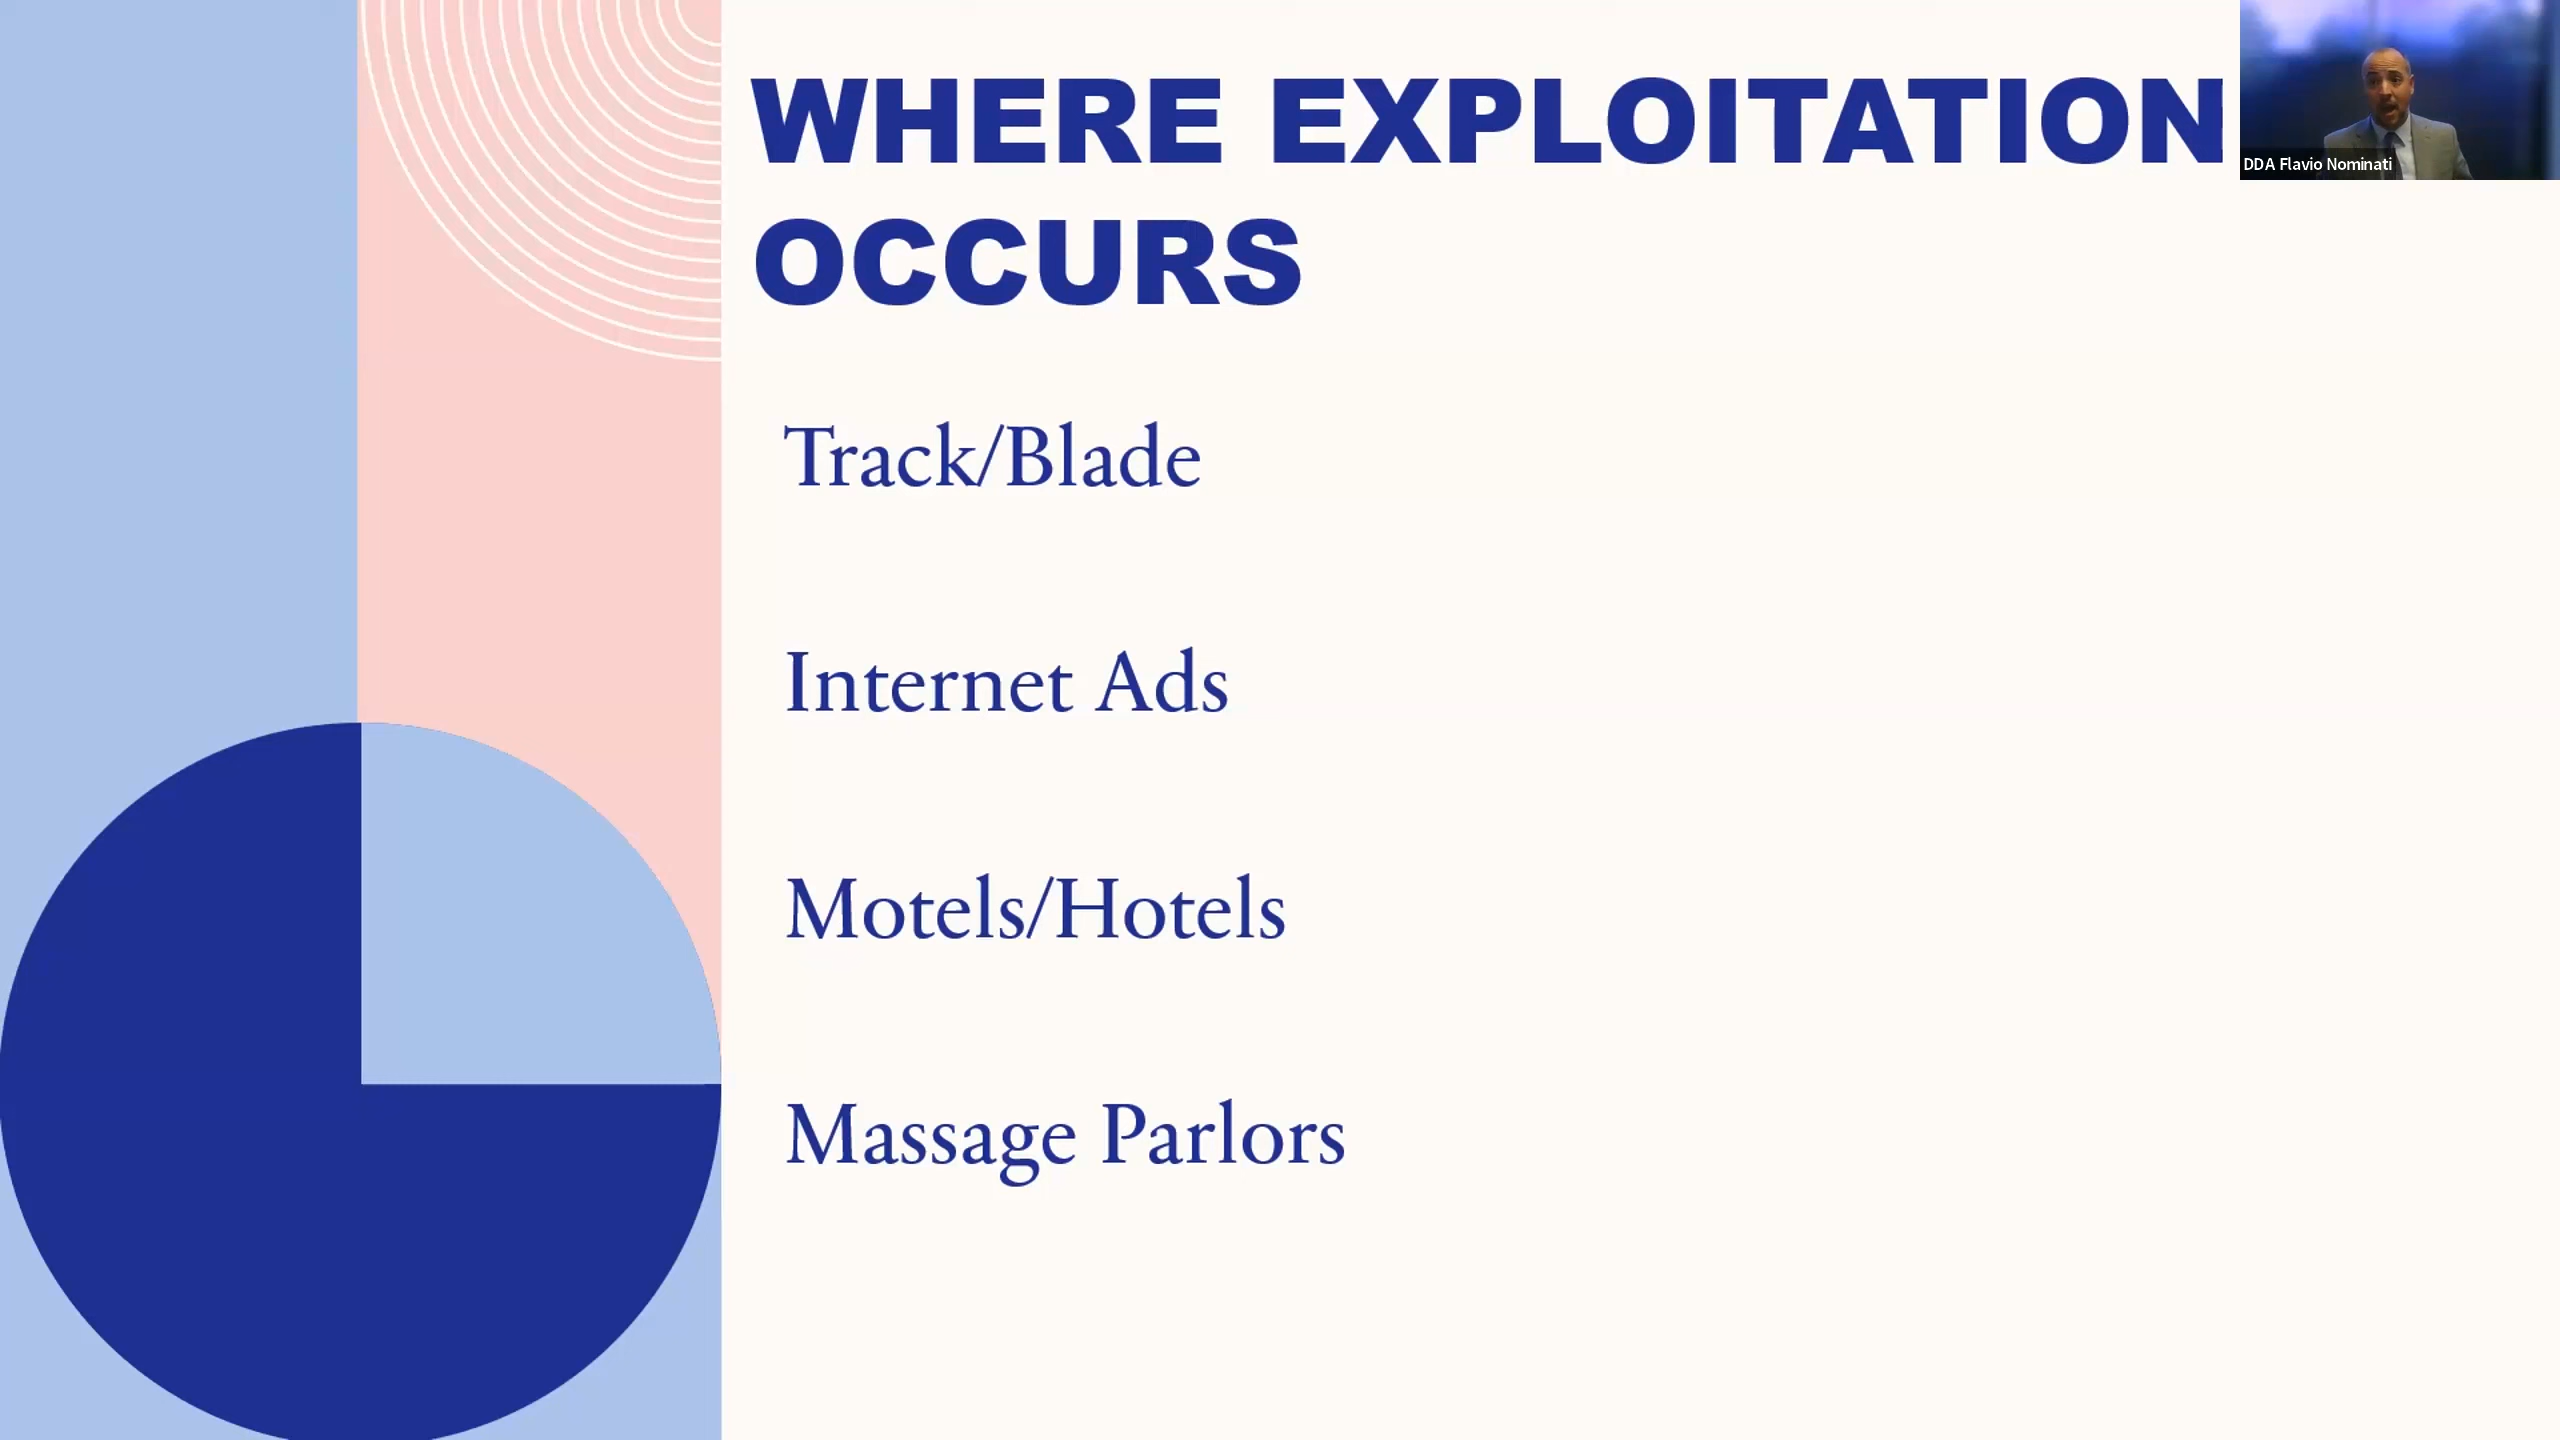 WHERE EXPLOITATION
OCCURS
DDA Flavio Nominati
Track/Blade
Internet Ads
Motels/Hotels
Massage Parlors